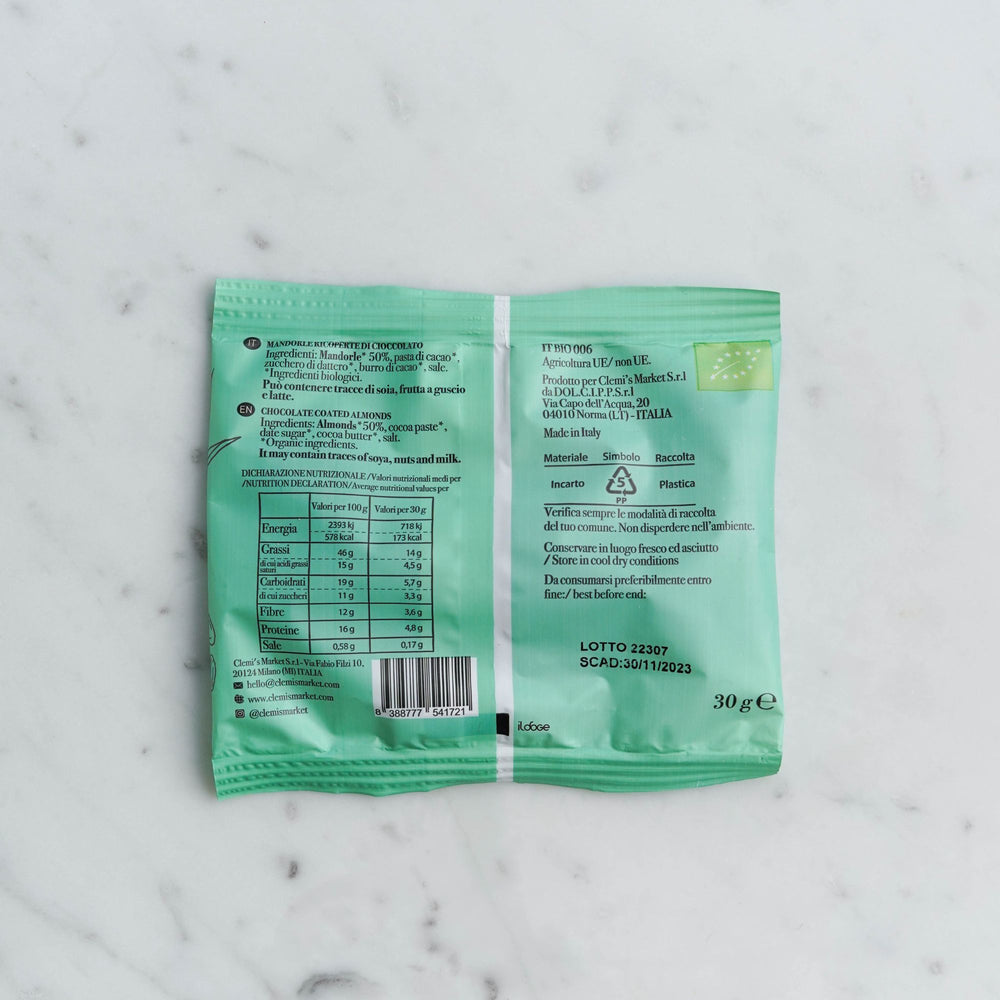 IT MANDORLE RICOPERTE DI CIOCCOLATO
Ingredienti: Mandorle* 50%, pasta di cacao*,
zucchero di dattero*, burro di cacao*, sale.
*Ingredienti biologici.
Può contenere tracce di soia, frutta a guscio
e latte.
EN CHOCOLATE COATED ALMONDS
Ingredients: Almonds*50%, cocoa paste*,
date sugar*, cocoa butter*, salt.
*Organic ingredients.
It may contain traces of soya, nuts and milk.
DICHIARAZIONE NUTRIZIONALE / Valori nutrizionali medi per
/NUTRITION DECLARATION/ Average nutritional values per
Valori per 100 g Valori per 30 g
Energia 2393 kj 718 kj
578 kcal 173 kcal
Grassi 46 g 14 g
di cui acidi grassi saturi 15 g 4,5 g
Carboidrati 19 g 5,7 g
di cui zuccheri 11 g 3,3 g
Fibre 12 g 3,6 g
Proteine 16 g 4,8 g
Sale 0,58 g 0,17 g
Clemi's Market S.r.l - Via Fabio Filzi 10,
20124 Milano (MI) ITALIA
hello@clemismarket.com
www.clemismarket.com
@clemismarket
8 388777 541721
IT BIO 006
Agricoltura UE/ non UE.
Prodotto per Clemi's Market S.r.l
da DOL.C.I.P.P.S.r.l
Via Capo dell'Acqua, 20
04010 Norma (LT) - ITALIA
Made in Italy
Materiale Simbolo Raccolta
Incarto 5 Plastica
PP
Verifica sempre le modalità di raccolta
del tuo comune. Non disperdere nell'ambiente.
Conservare in luogo fresco ed asciutto
/ Store in cool dry conditions
Da consumarsi preferibilmente entro
fine:/ best before end:
LOTTO 22307
SCAD:30/11/2023
30 g e
il doge